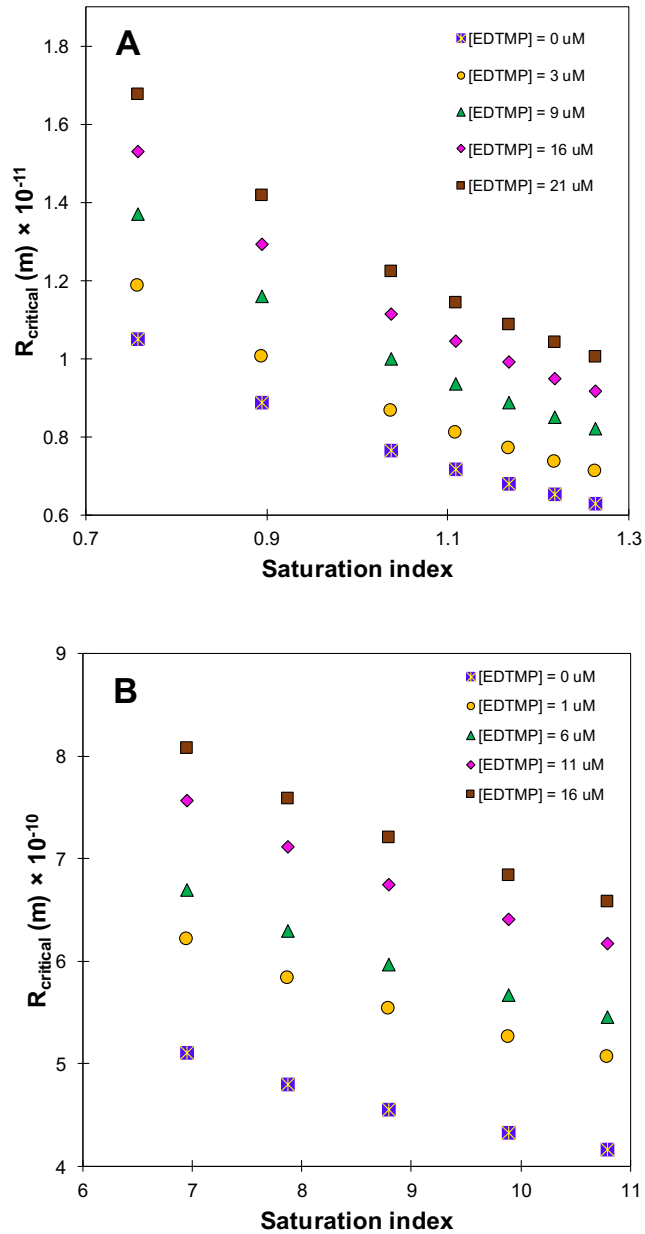 A
[EDTMP] = 0 uM
[EDTMP] = 3 uM
[EDTMP] = 9 uM
[EDTMP] = 16 uM
[EDTMP] = 21 uM
1.8
1.6
1.4
1.2
1
0.8
0.6
R_critical (m) × 10^-11
0.7
0.9
1.1
1.3
Saturation index
B
[EDTMP] = 0 uM
[EDTMP] = 1 uM
[EDTMP] = 6 uM
[EDTMP] = 11 uM
[EDTMP] = 16 uM
9
8
7
6
5
4
R_critical (m) × 10^-10
6
7
8
9
10
11
Saturation index